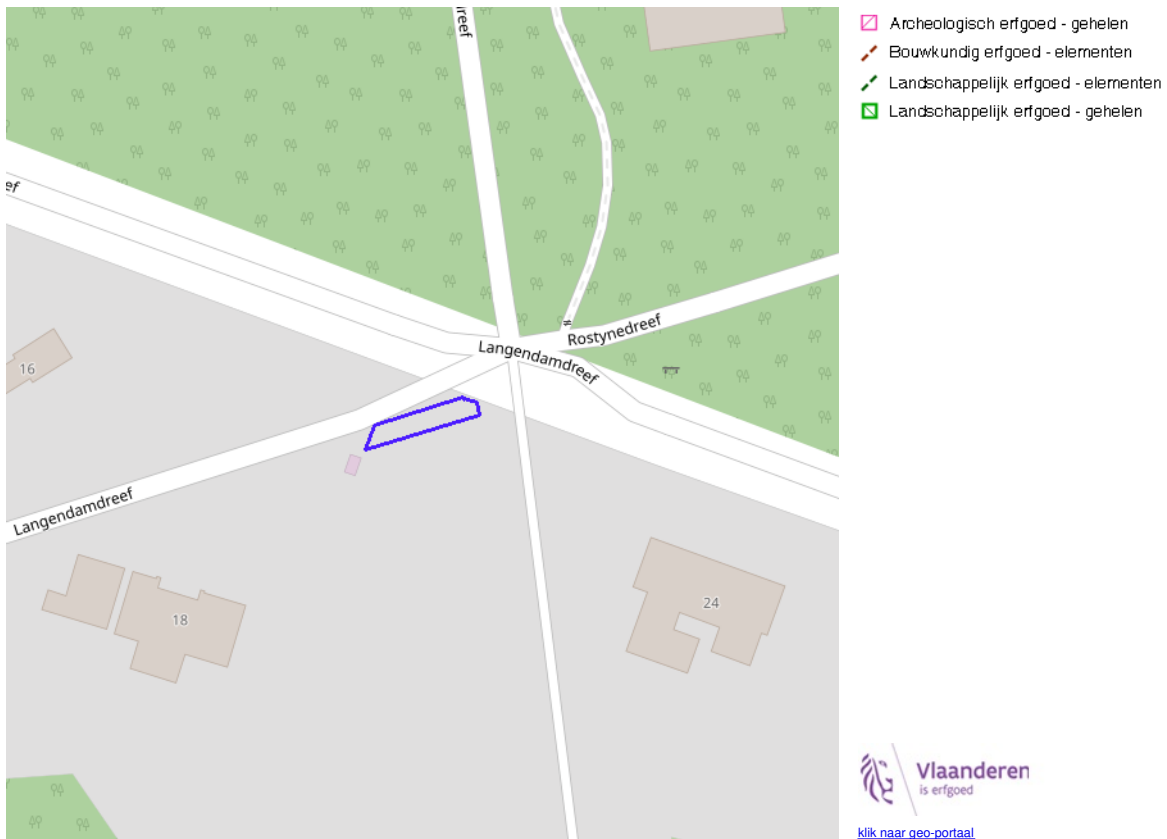 Archeologisch erfgoed - gehelen
Bouwkundig erfgoed - elementen
Landschappelijk erfgoed - elementen
Landschappelijk erfgoed - gehelen
reef
ef
Rostynedreef
Langendamdreef
16
Langendamdreef
18
24
Vlaanderen
is erfgoed
klik naar geo-portaal